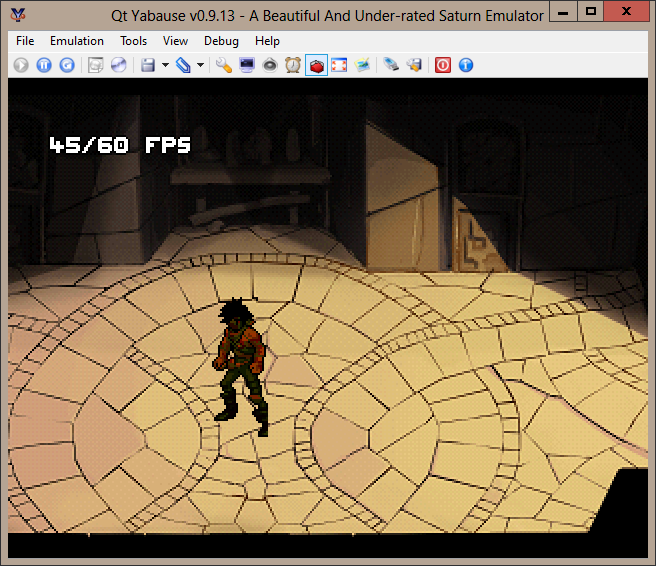 Qt Yabause v0.9.13 - A Beautiful And Under-rated Saturn Emulator
File Emulation Tools View Debug Help
45/60 FPS